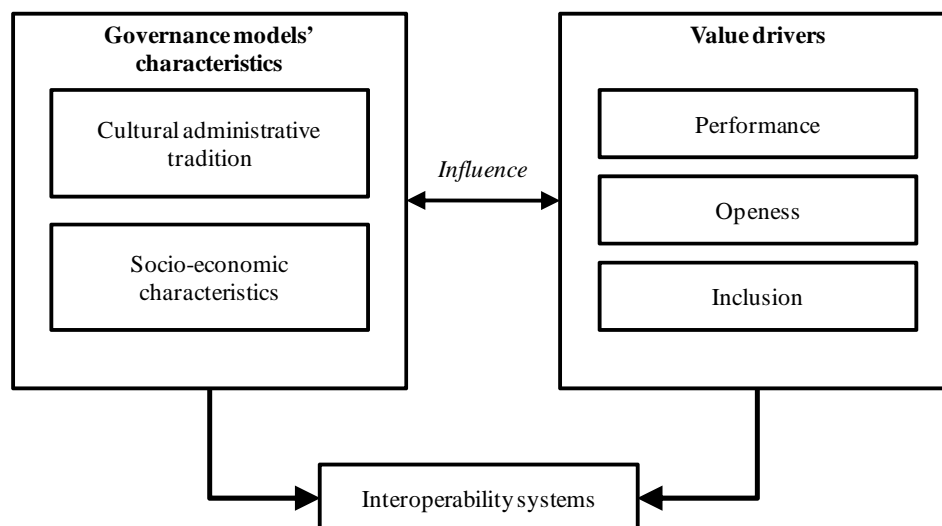 Governance models'
characteristics
Cultural administrative
tradition
Socio-economic
characteristics
Influence
Value drivers
Performance
Openess
Inclusion
Interoperability systems